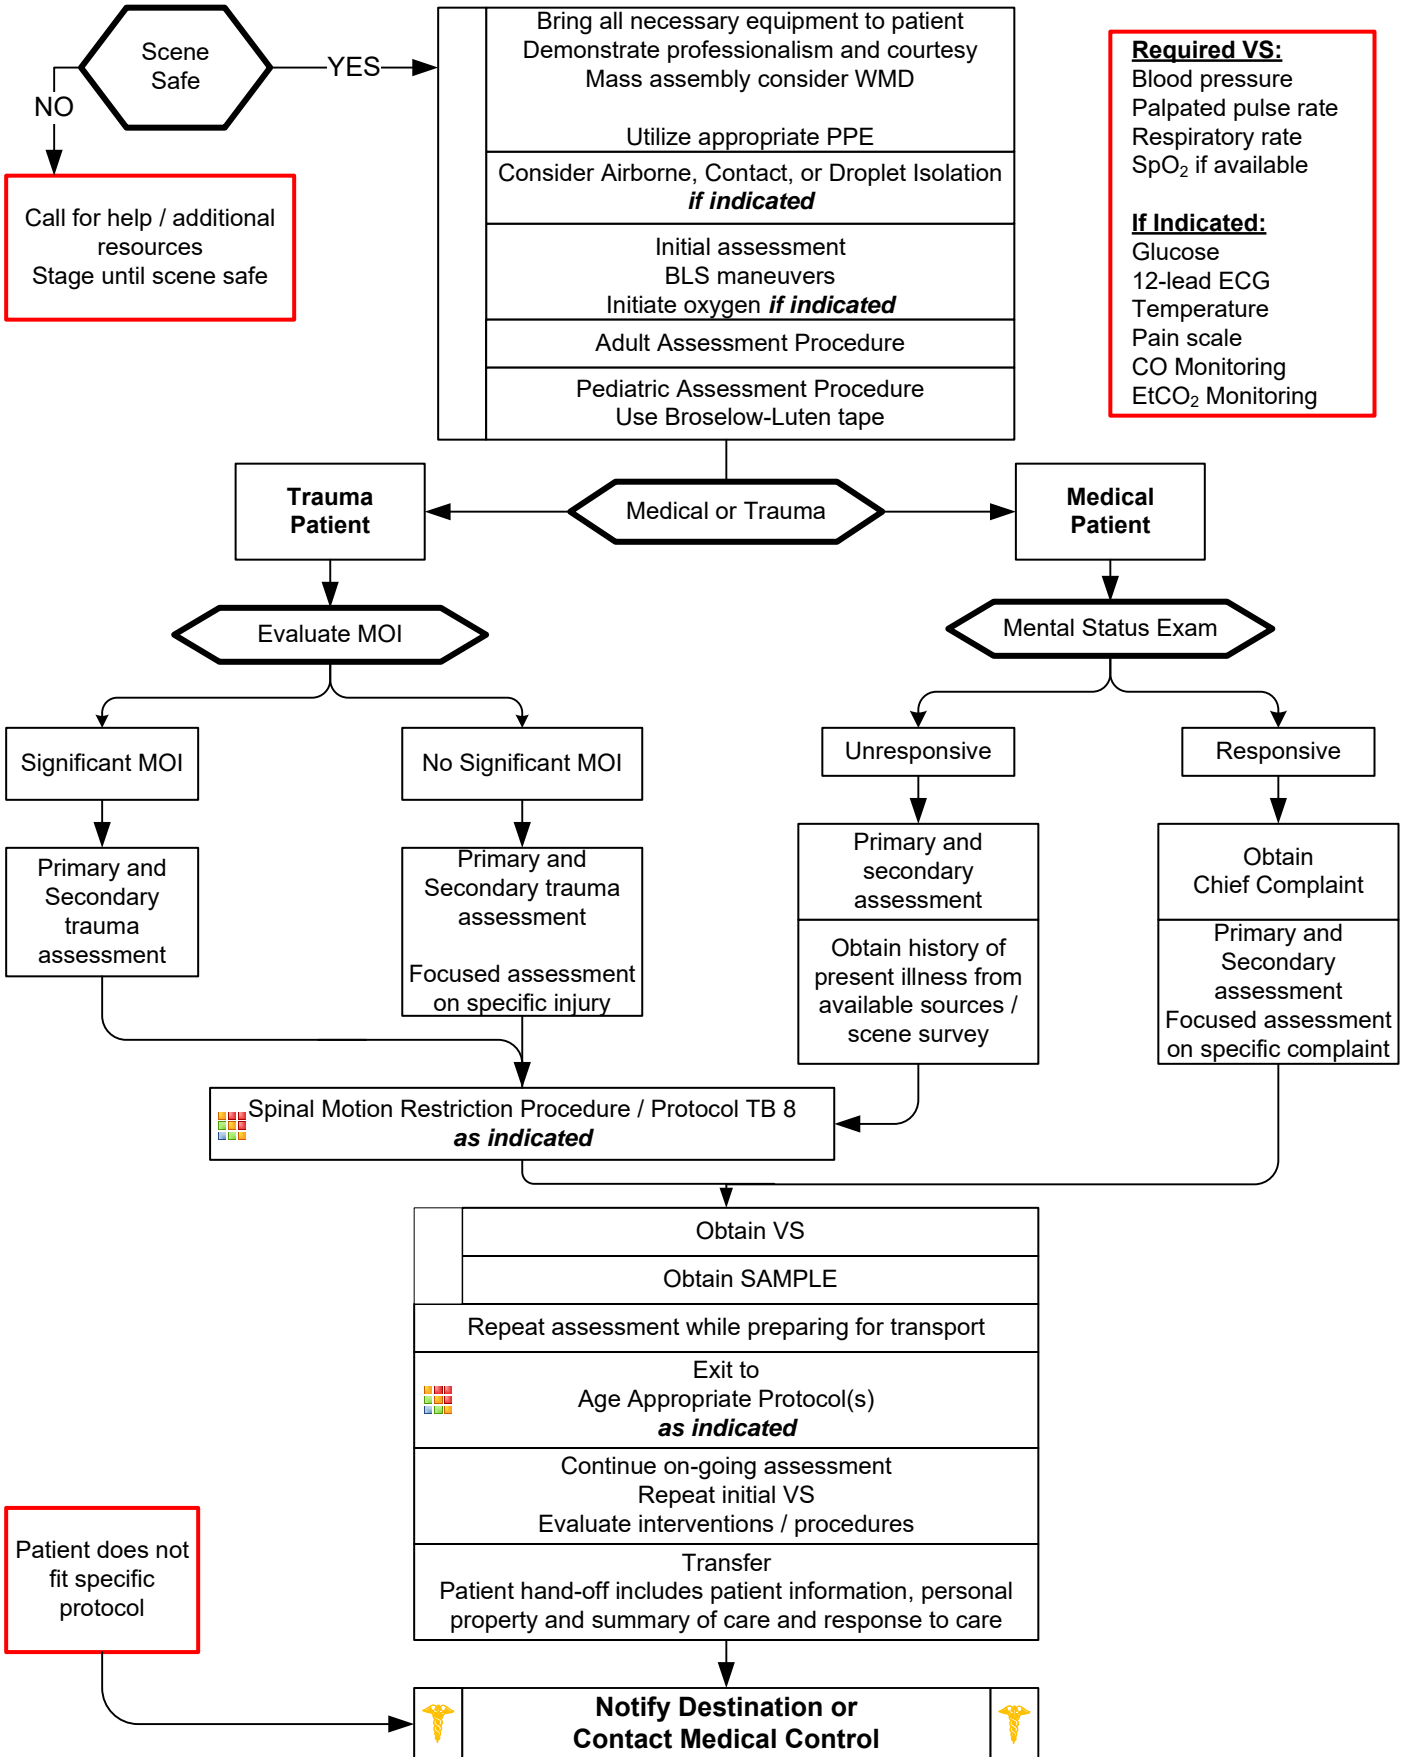 Scene
Safe
YES
NO
Call for help / additional
resources
Stage until scene safe
Bring all necessary equipment to patient
Demonstrate professionalism and courtesy
Mass assembly consider WMD
Utilize appropriate PPE
Consider Airborne, Contact, or Droplet Isolation
if indicated
Initial assessment
BLS maneuvers
Initiate oxygen if indicated
Adult Assessment Procedure
Pediatric Assessment Procedure
Use Broselow-Luten tape
Required VS:
Blood pressure
Palpated pulse rate
Respiratory rate
SpO₂ if available
If Indicated:
Glucose
12-lead ECG
Temperature
Pain scale
CO Monitoring
EtCO₂ Monitoring
Trauma
Patient
Medical or Trauma
Medical
Patient
Evaluate MOI
Mental Status Exam
Significant MOI
No Significant MOI
Unresponsive
Responsive
Primary and
Secondary
trauma
assessment
Primary and
Secondary trauma
assessment
Focused assessment
on specific injury
Primary and
secondary
assessment
Obtain history of
present illness from
available sources /
scene survey
Obtain
Chief Complaint
Primary and
Secondary
assessment
Focused assessment
on specific complaint
Spinal Motion Restriction Procedure / Protocol TB 8
as indicated
Obtain VS
Obtain SAMPLE
Repeat assessment while preparing for transport
Exit to
Age Appropriate Protocol(s)
as indicated
Continue on-going assessment
Repeat initial VS
Evaluate interventions / procedures
Transfer
Patient hand-off includes patient information, personal
property and summary of care and response to care
Patient does not
fit specific
protocol
Notify Destination or
Contact Medical Control